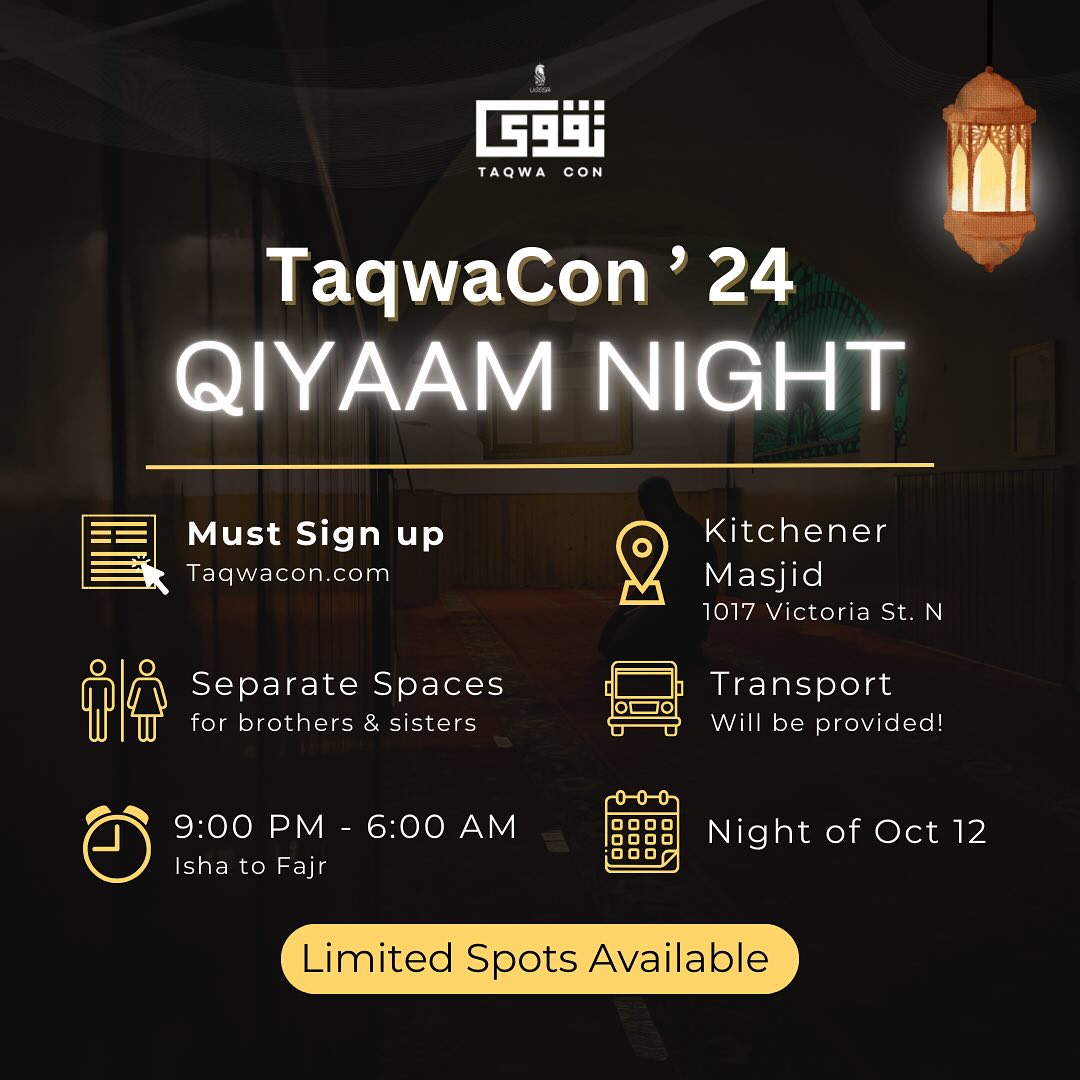 تقوى
TAQWA CON
TaqwaCon ’ 24
QIYAAM NIGHT
Must Sign up
Taqwacon.com
Kitchener
Masjid
1017 Victoria St. N
Separate Spaces
for brothers & sisters
Transport
Will be provided!
9:00 PM - 6:00 AM
Isha to Fajr
Night of Oct 12
Limited Spots Available